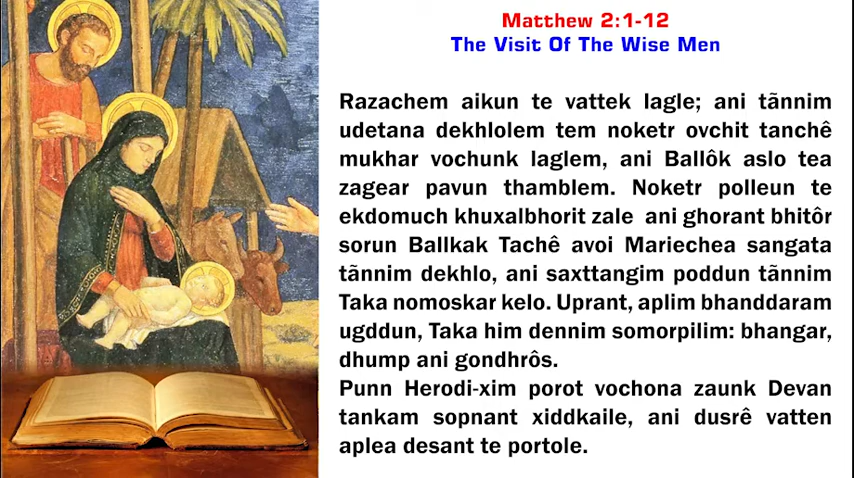 Matthew 2:1-12
The Visit Of The Wise Men
Razachem aikun te vattek lagle; ani tãnnim
udetana dekhlolem tem noketr ovchit tanchê
mukhar vochunk laglem, ani Ballôk aslo tea
zagear pavun thamblem. Noketr polleun te
ekdomuch khuxalbhorit zale ani ghorant bhitôr
sorun Ballkak Tachê avoi Mariechea sangata
tãnnim dekhlo, ani saxttangim poddun tãnnim
Taka nomoskar kelo. Uprant, aplim bhanddaram
ugddun, Taka him dennim somorpilim: bhangar,
dhump ani gondhrôs.
Punn Herodi-xim porot vochona zaunk Devan
tankam sopnant xiddkaile, ani dusrê vatten
aplea desant te portole.